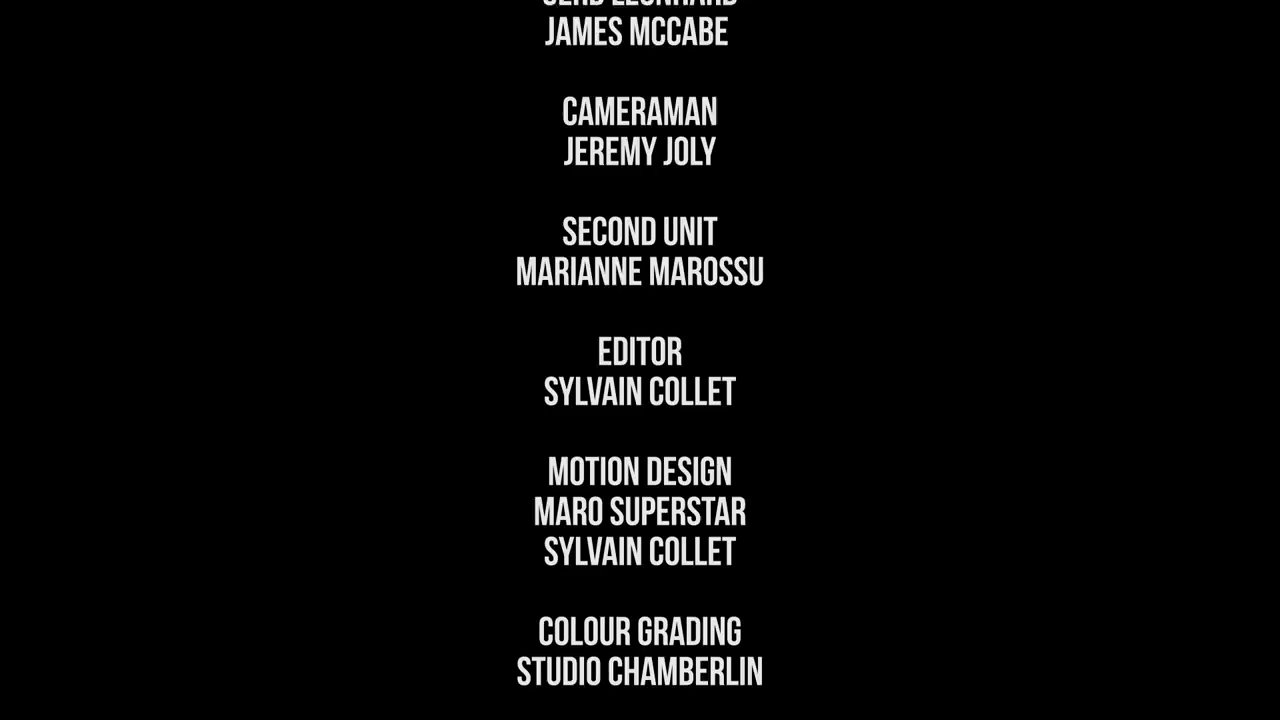 JAMES MCCABE
CAMERAMAN
JEREMY JOLY
SECOND UNIT
MARIANNE MAROSSU
EDITOR
SYLVAIN COLLET
MOTION DESIGN
MARO SUPERSTAR
SYLVAIN COLLET
COLOUR GRADING
STUDIO CHAMBERLIN